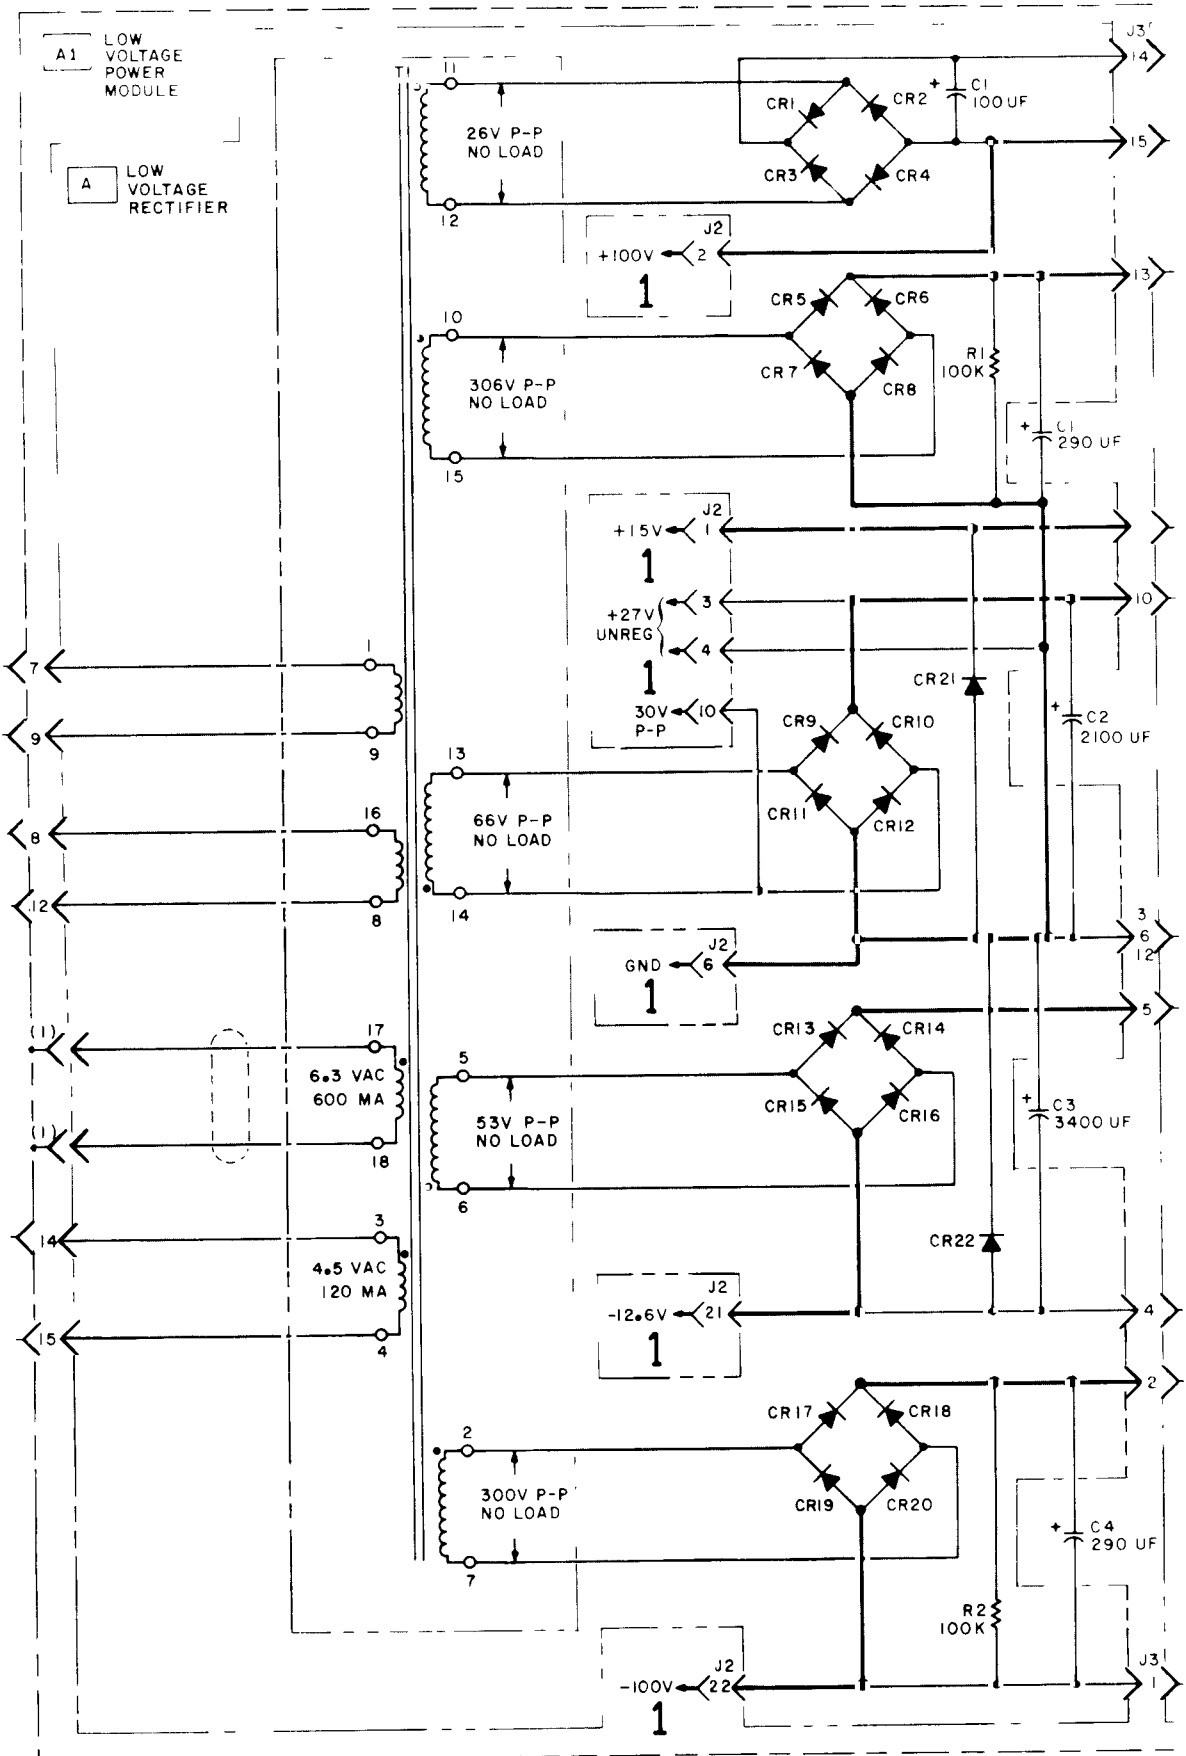 A1
LOW
VOLTAGE
POWER
MODULE
A
LOW
VOLTAGE
RECTIFIER
T1
11
26V P-P
NO LOAD
12
CR1
CR2
CR3
CR4
+
C1
100UF
J3
14
15
J2
+100V
2
1
13
10
306V P-P
NO LOAD
15
CR5
CR6
CR7
CR8
R1
100K
+
C1
290 UF
J2
+15V
1
1
+27V
UNREG
3
4
1
30V
P-P
10
10
CR21
CR9
CR10
CR11
CR12
+
C2
2100 UF
7
1
9
9
13
66V P-P
NO LOAD
14
8
16
12
8
J2
GND
6
1
3
6
12
5
(1)
17
6.3 VAC
600 MA
(1)
18
5
53V P-P
NO LOAD
6
CR13
CR14
CR15
CR16
+
C3
3400 UF
CR22
14
3
4.5 VAC
120 MA
15
4
J2
-12.6V
21
1
4
2
2
300V P-P
NO LOAD
7
CR17
CR18
CR19
CR20
+
C4
290 UF
R2
100K
J2
-100V
22
1
J3
1